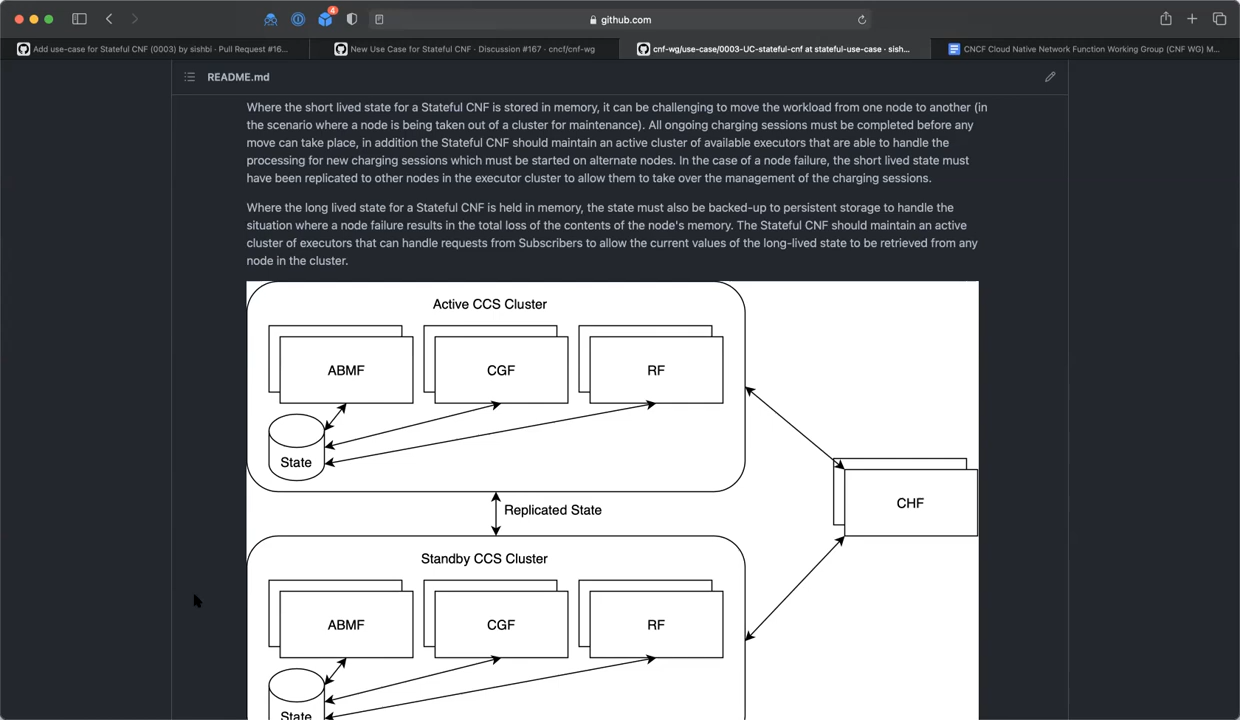 4
github.com
Add use-case for Stateful CNF (0003) by sishbi · Pull Request #16...
New Use Case for Stateful CNF · Discussion #167 · cncf/cnf-wg
cnf-wg/use-case/0003-UC-stateful-cnf at stateful-use-case · sish...
CNCF Cloud Native Network Function Working Group (CNF WG) M...
README.md
Where the short lived state for a Stateful CNF is stored in memory, it can be challenging to move the workload from one node to another (in
the scenario where a node is being taken out of a cluster for maintenance). All ongoing charging sessions must be completed before any
move can take place, in addition the Stateful CNF should maintain an active cluster of available executors that are able to handle the
processing for new charging sessions which must be started on alternate nodes. In the case of a node failure, the short lived state must
have been replicated to other nodes in the executor cluster to allow them to take over the management of the charging sessions.
Where the long lived state for a Stateful CNF is held in memory, the state must also be backed-up to persistent storage to handle the
situation where a node failure results in the total loss of the contents of the node's memory. The Stateful CNF should maintain an active
cluster of executors that can handle requests from Subscribers to allow the current values of the long-lived state to be retrieved from any
node in the cluster.
Active CCS Cluster
ABMF
CGF
RF
State
Replicated State
CHF
Standby CCS Cluster
ABMF
CGF
RF
State